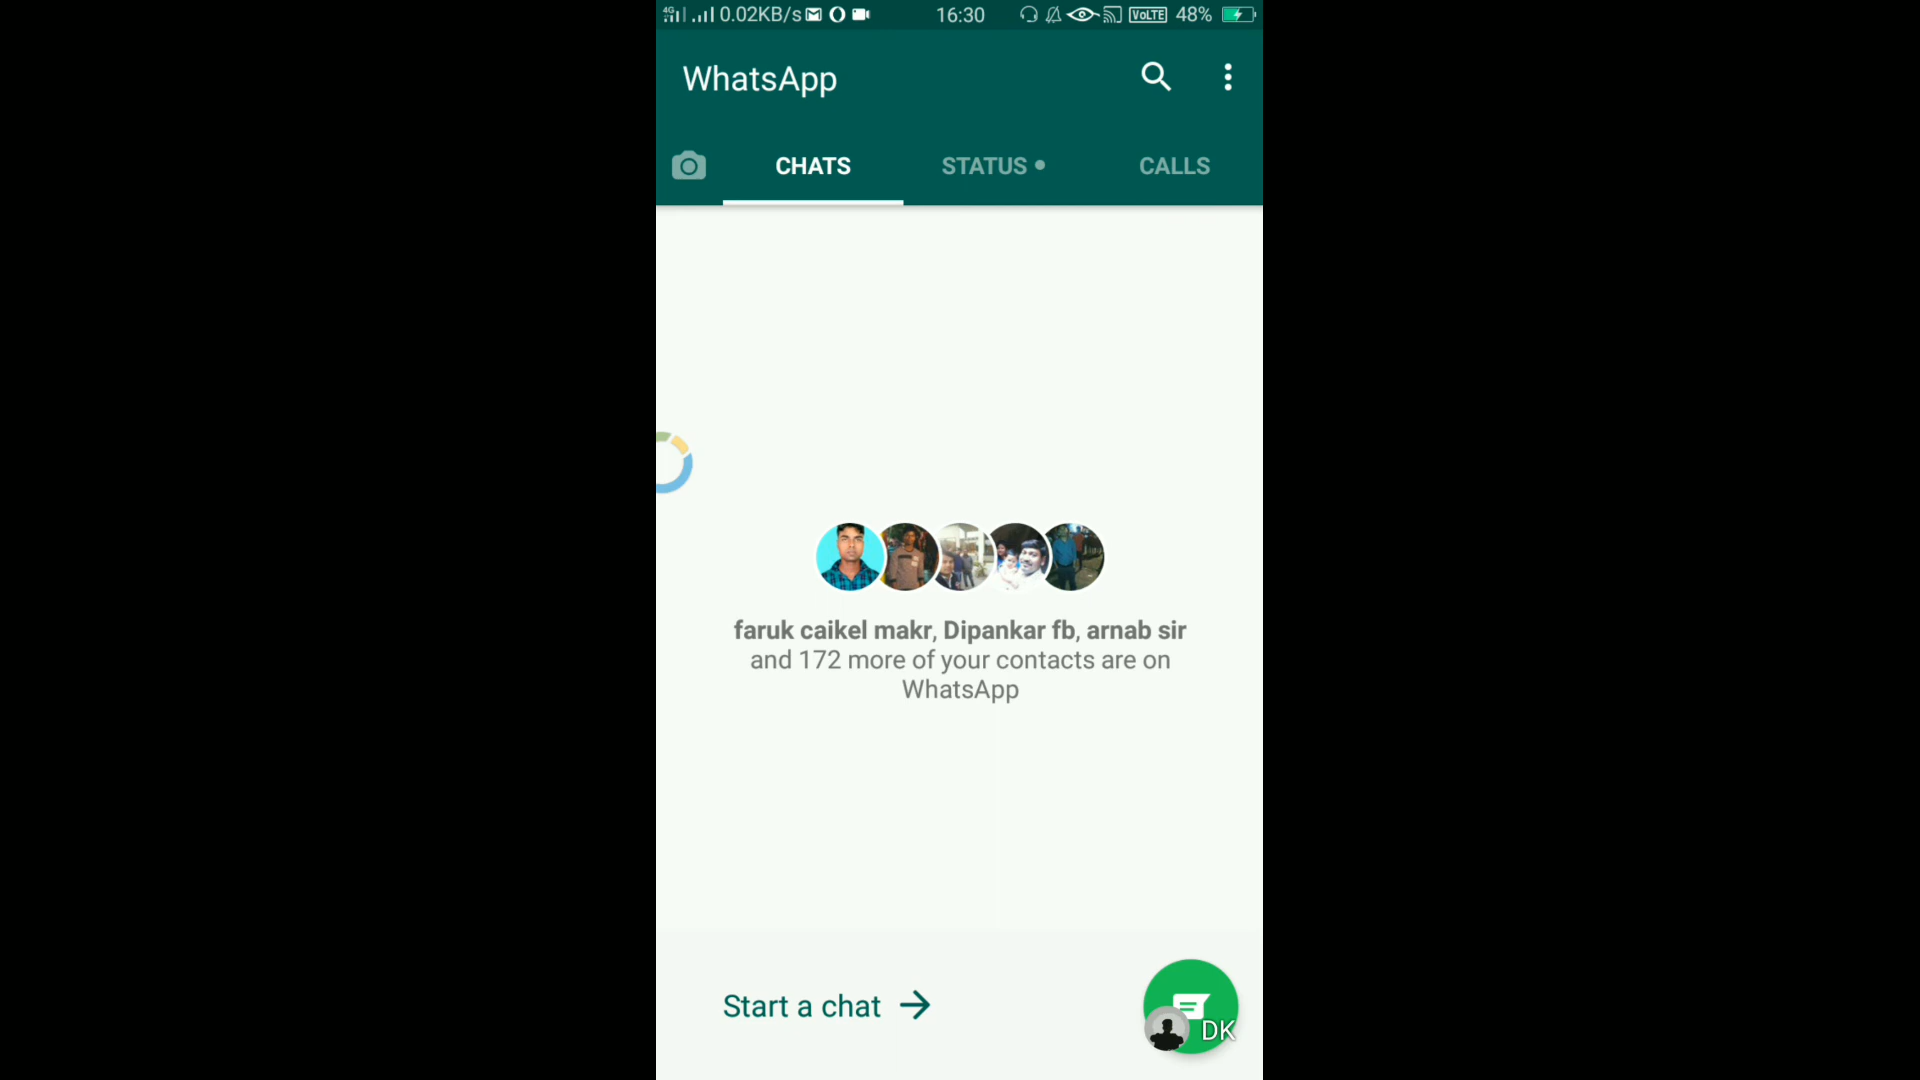 4G 0.02KB/s 16:30 VoLTE 48%
WhatsApp
CHATS STATUS CALLS
faruk caikel makr, Dipankar fb, arnab sir
and 172 more of your contacts are on
WhatsApp
Start a chat
DK